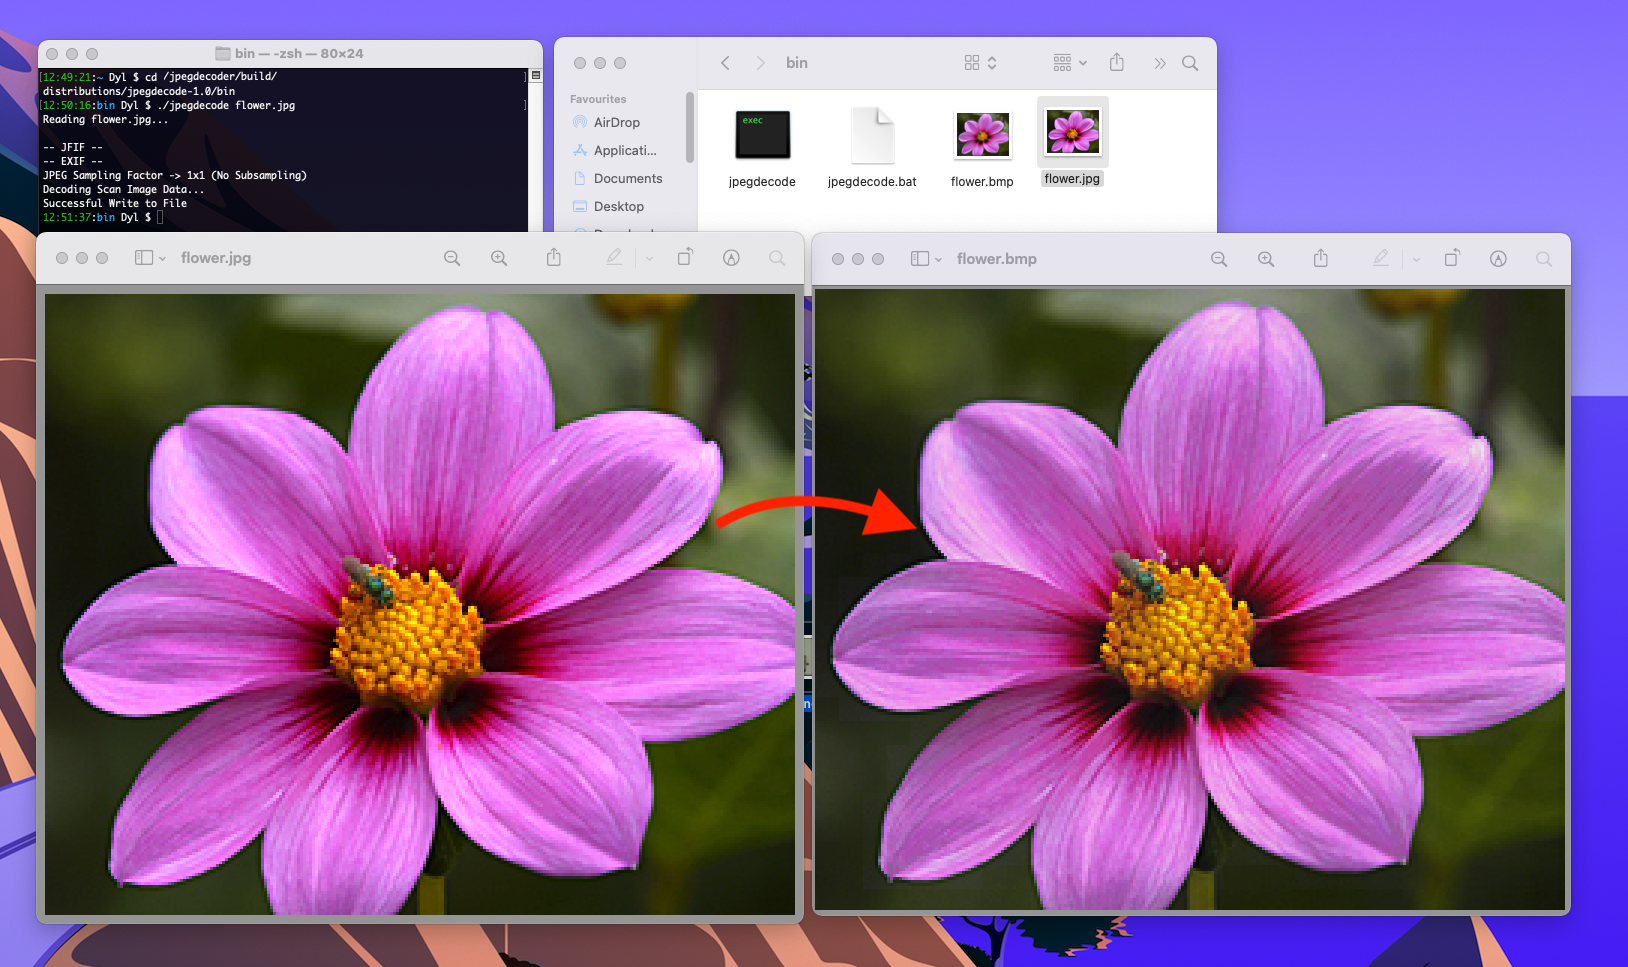 bin — -zsh — 80×24
[12:49:21:~ Dyl $ cd /jpegdecoder/build/ ]
distributions/jpegdecode-1.0/bin
[12:50:16:bin Dyl $ ./jpegdecode flower.jpg ]
Reading flower.jpg...
-- JFIF --
-- EXIF --
JPEG Sampling Factor -> 1x1 (No Subsampling)
Decoding Scan Image Data...
Successful Write to File
12:51:37:bin Dyl $
bin
Favourites
AirDrop
Applicati...
Documents
Desktop
exec
jpegdecode
jpegdecode.bat
flower.bmp
flower.jpg
flower.jpg
flower.bmp